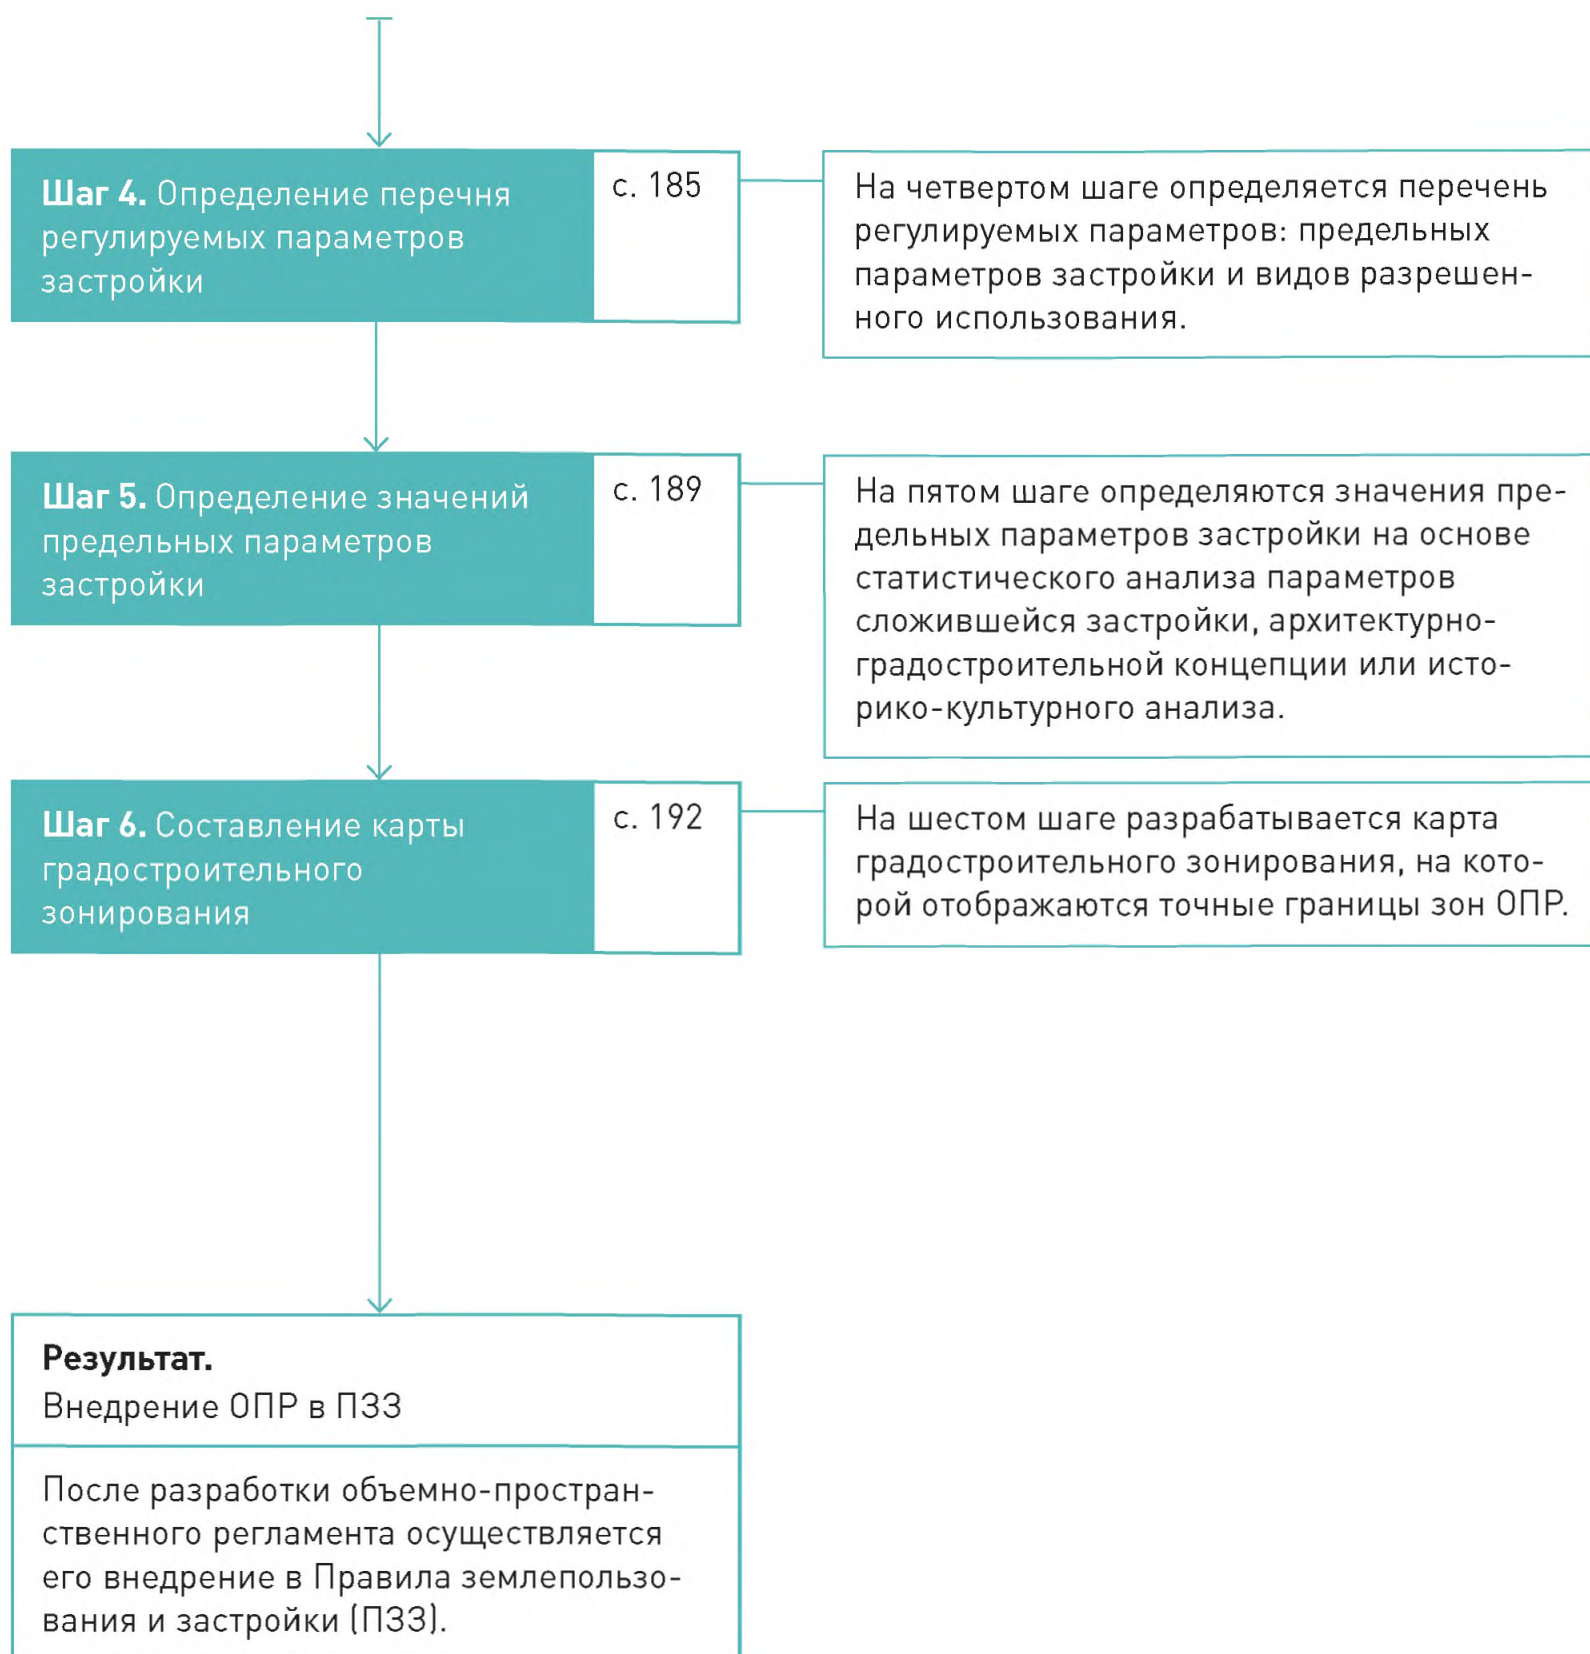 Шаг 4. Определение перечня
регулируемых параметров
застройки
с. 185
На четвертом шаге определяется перечень
регулируемых параметров: предельных
параметров застройки и видов разрешен-
ного использования.
Шаг 5. Определение значений
предельных параметров
застройки
с. 189
На пятом шаге определяются значения пре-
дельных параметров застройки на основе
статистического анализа параметров
сложившейся застройки, архитектурно-
градостроительной концепции или исто-
рико-культурного анализа.
Шаг 6. Составление карты
градостроительного
зонирования
с. 192
На шестом шаге разрабатывается карта
градостроительного зонирования, на кото-
рой отображаются точные границы зон ОПР.
Результат.
Внедрение ОПР в ПЗЗ
После разработки объемно-простран-
ственного регламента осуществляется
его внедрение в Правила землепользо-
вания и застройки (ПЗЗ).